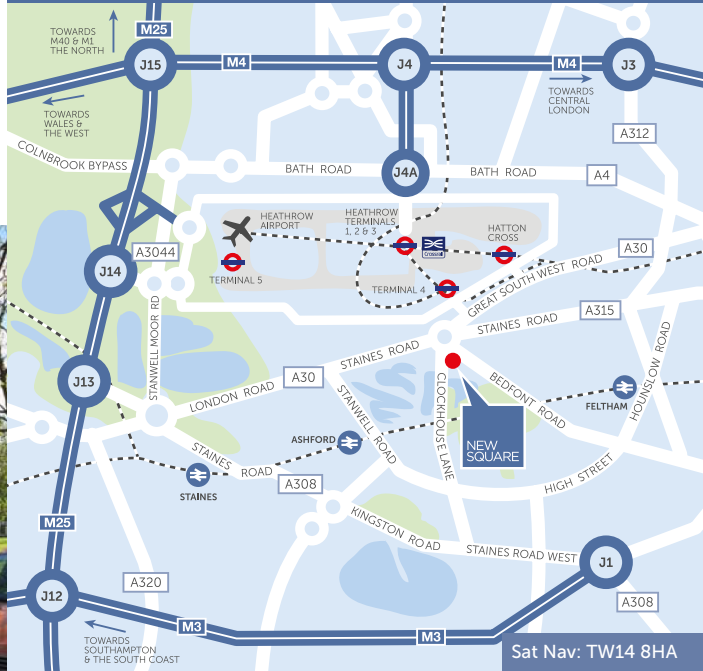 M25
TOWARDS
M40 & M1
THE NORTH
J15
M4
J4
M4
J3
TOWARDS
WALES &
THE WEST
TOWARDS
CENTRAL
LONDON
A312
COLNBROOK BYPASS
BATH ROAD
J4A
BATH ROAD
A4
HEATHROW
AIRPORT
HEATHROW
TERMINALS
1, 2 & 3
Crossrail
HATTON
CROSS
A3044
TERMINAL 5
TERMINAL 4
GREAT SOUTH WEST ROAD
A30
J14
STANWELL MOOR RD
STAINES ROAD
A315
STAINES ROAD
J13
LONDON ROAD
A30
STANWELL ROAD
CLOCKHOUSE LANE
BEDFONT ROAD
HOUNSLOW ROAD
FELTHAM
NEW
SQUARE
ASHFORD
STAINES ROAD
STAINES
A308
HIGH STREET
KINGSTON ROAD
STAINES ROAD WEST
J1
M25
A320
J12
A308
M3
M3
TOWARDS
SOUTHAMPTON
& THE SOUTH COAST
Sat Nav: TW14 8HA